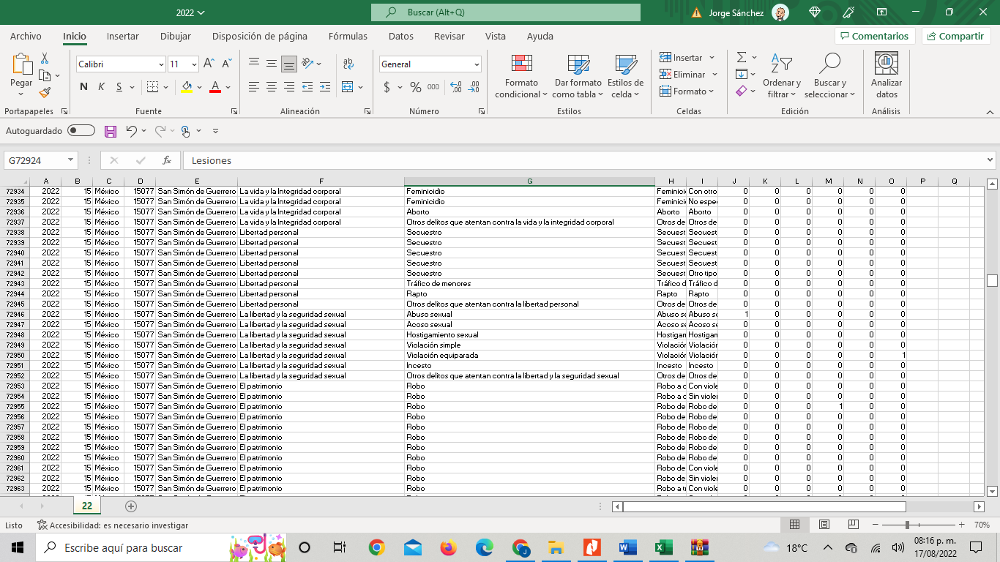 2022
Buscar (Alt+Q)
Jorge Sánchez
Archivo Inicio Insertar Dibujar Disposición de página Fórmulas Datos Revisar Vista Ayuda Comentarios Compartir
Pegar
Portapapeles
Calibri 11
N K S
Fuente
ab
Alineación
General
$ % 000
Número
Formato condicional
Dar formato como tabla
Estilos de celda
Estilos
Insertar
Eliminar
Formato
Celdas
Ordenar y filtrar
Buscar y seleccionar
Edición
Analizar datos
Análisis
Autoguardado
G72924 fx Lesiones
A B C D E F G H I J K L M N O P Q
72934 2022 15 México 15077 San Simón de Guerrero La vida y la Integridad corporal Feminicidio Feminici Con otro 0 0 0 0 0 0
72935 2022 15 México 15077 San Simón de Guerrero La vida y la Integridad corporal Feminicidio Feminici No espe 0 0 0 0 0 0
72936 2022 15 México 15077 San Simón de Guerrero La vida y la Integridad corporal Aborto Aborto Aborto 0 0 0 0 0 0
72937 2022 15 México 15077 San Simón de Guerrero La vida y la Integridad corporal Otros delitos que atentan contra la vida y la integridad corporal Otros de Otros de 0 0 0 0 0 0
72938 2022 15 México 15077 San Simón de Guerrero Libertad personal Secuestro Secuest Secuest 0 0 0 0 0 0
72939 2022 15 México 15077 San Simón de Guerrero Libertad personal Secuestro Secuest Secuest 0 0 0 0 0 0
72940 2022 15 México 15077 San Simón de Guerrero Libertad personal Secuestro Secuest Secuest 0 0 0 0 0 0
72941 2022 15 México 15077 San Simón de Guerrero Libertad personal Secuestro Secuest Secuest 0 0 0 0 0 0
72942 2022 15 México 15077 San Simón de Guerrero Libertad personal Secuestro Secuest Otro tipo 0 0 0 0 0 0
72943 2022 15 México 15077 San Simón de Guerrero Libertad personal Tráfico de menores Tráfico d Tráfico d 0 0 0 0 0 0
72944 2022 15 México 15077 San Simón de Guerrero Libertad personal Rapto Rapto Rapto 0 0 0 0 0 0
72945 2022 15 México 15077 San Simón de Guerrero Libertad personal Otros delitos que atentan contra la libertad personal Otros de Otros de 0 0 0 0 0 0
72946 2022 15 México 15077 San Simón de Guerrero La libertad y la seguridad sexual Abuso sexual Abuso se Abuso se 1 0 0 0 0 0
72947 2022 15 México 15077 San Simón de Guerrero La libertad y la seguridad sexual Acoso sexual Acoso se Acoso se 0 0 0 0 0 0
72948 2022 15 México 15077 San Simón de Guerrero La libertad y la seguridad sexual Hostigamiento sexual Hostigam Hostigam 0 0 0 0 0 0
72949 2022 15 México 15077 San Simón de Guerrero La libertad y la seguridad sexual Violación simple Violación Violación 0 0 0 0 0 0
72950 2022 15 México 15077 San Simón de Guerrero La libertad y la seguridad sexual Violación equiparada Violación Violación 0 0 0 0 0 1
72951 2022 15 México 15077 San Simón de Guerrero La libertad y la seguridad sexual Incesto Incesto Incesto 0 0 0 0 0 0
72952 2022 15 México 15077 San Simón de Guerrero La libertad y la seguridad sexual Otros delitos que atentan contra la libertad y la seguridad sexual Otros de Otros de 0 0 0 0 0 0
72953 2022 15 México 15077 San Simón de Guerrero El patrimonio Robo Robo a c Con viole 0 0 0 0 0 0
72954 2022 15 México 15077 San Simón de Guerrero El patrimonio Robo Robo a c Sin violen 0 0 0 0 0 0
72955 2022 15 México 15077 San Simón de Guerrero El patrimonio Robo Robo de Robo de 0 0 0 1 0 0
72956 2022 15 México 15077 San Simón de Guerrero El patrimonio Robo Robo de Robo de 0 0 0 0 0 0
72957 2022 15 México 15077 San Simón de Guerrero El patrimonio Robo Robo de Robo de 0 0 0 0 0 0
72958 2022 15 México 15077 San Simón de Guerrero El patrimonio Robo Robo de Robo de 0 0 0 0 0 0
72959 2022 15 México 15077 San Simón de Guerrero El patrimonio Robo Robo de Robo de 0 0 0 0 0 0
72960 2022 15 México 15077 San Simón de Guerrero El patrimonio Robo Robo de Robo de 0 0 0 0 0 0
72961 2022 15 México 15077 San Simón de Guerrero El patrimonio Robo Robo de Con viole 0 0 0 0 0 0
72962 2022 15 México 15077 San Simón de Guerrero El patrimonio Robo Robo de Sin violen 0 0 0 0 0 0
72963 2022 15 México 15077 San Simón de Guerrero El patrimonio Robo Robo a tr Con viole 0 0 0 0 0 0
22
Listo Accesibilidad: es necesario investigar 70%
Escribe aquí para buscar
18°C
08:16 p. m.
17/08/2022